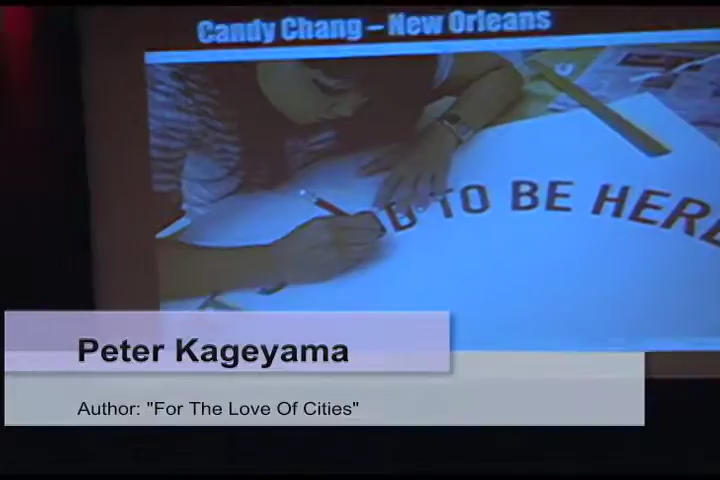 Candy Chang – New Orleans
TO BE HERE
Peter Kageyama
Author: "For The Love Of Cities"